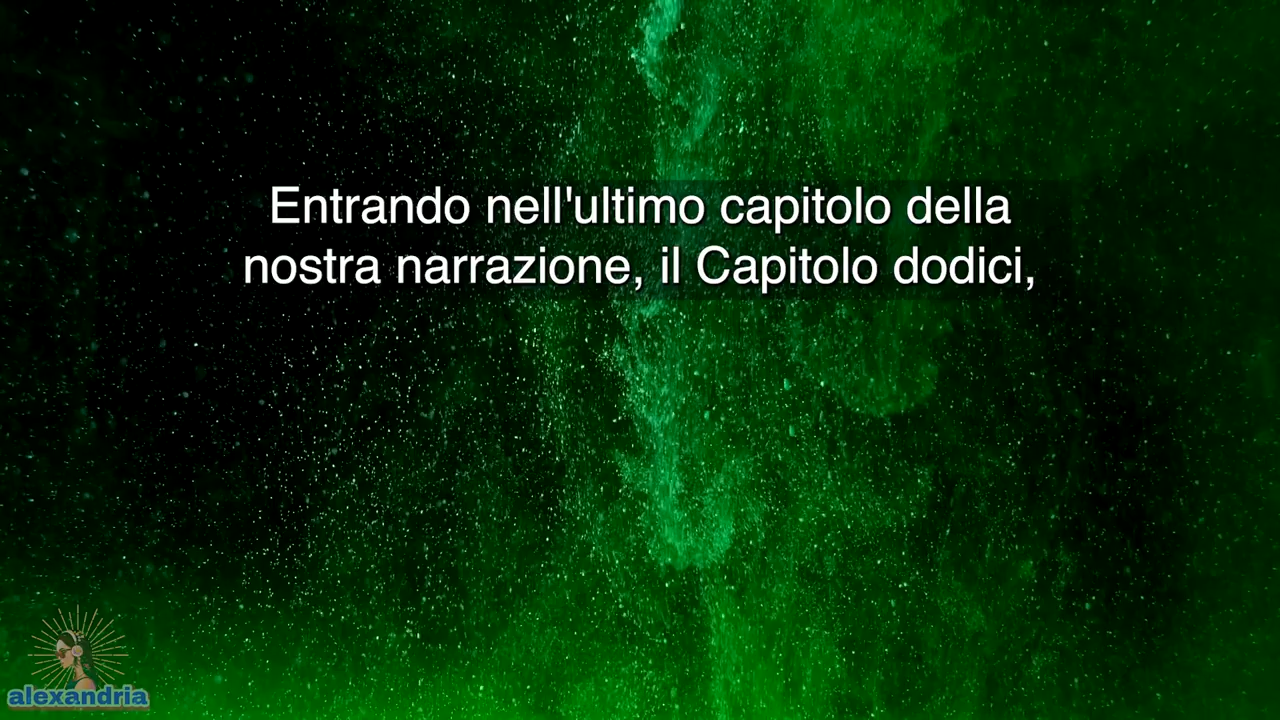 Entrando nell'ultimo capitolo della
nostra narrazione, il Capitolo dodici,
alexandria